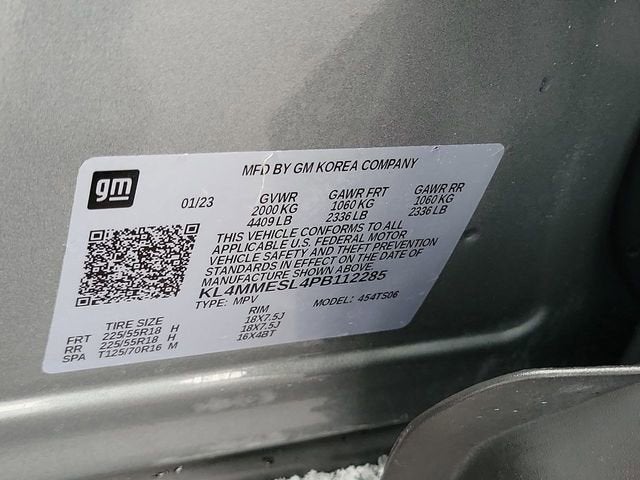 gm
MFD BY GM KOREA COMPANY
01/23 GVWR GAWR FRT GAWR RR
2000 KG 1060 KG 1060 KG
4409 LB 2336 LB 2336 LB
THIS VEHICLE CONFORMS TO ALL
APPLICABLE U.S. FEDERAL MOTOR
VEHICLE SAFETY AND THEFT PREVENTION
STANDARDS IN EFFECT ON THE DATE OF
MANUFACTURE SHOWN ABOVE.
KL4MMESL4PB112285
TYPE: MPV MODEL: 454TS06
TIRE SIZE RIM
FRT 225/55R18 H 18X7.5J
RR 225/55R18 H 18X7.5J
SPA T125/70R16 M 16X4BT